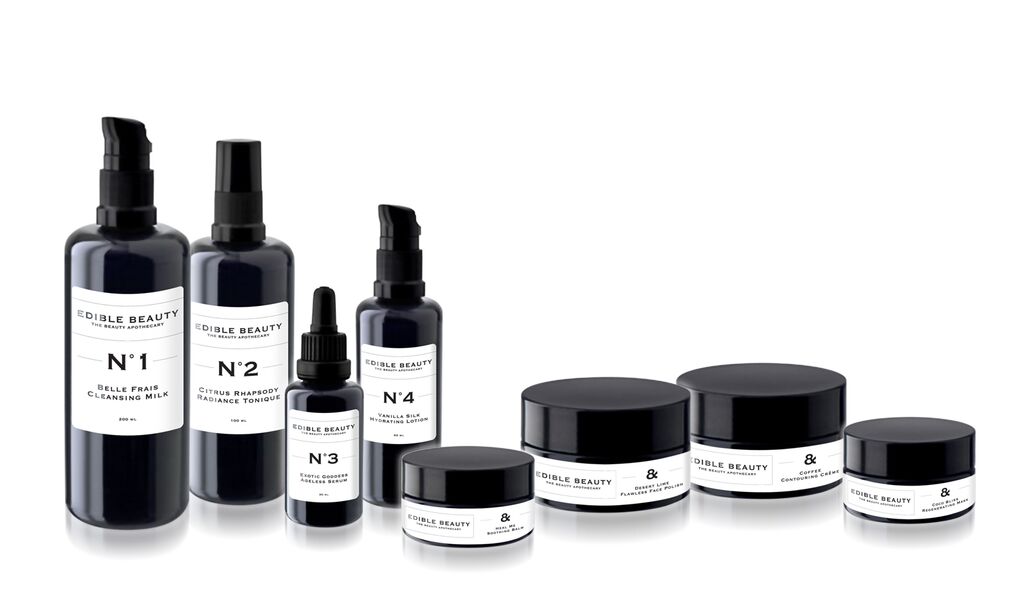 EDIBLE BEAUTY
THE BEAUTY APOTHECARY
N°1
BELLE FRAIS
CLEANSING MILK
200 ML
EDIBLE BEAUTY
THE BEAUTY APOTHECARY
N°2
CITRUS RHAPSODY
RADIANCE TONIQUE
100 ML
EDIBLE BEAUTY
THE BEAUTY APOTHECARY
N°3
EXOTIC GODDESS
AGELESS SERUM
30 ML
EDIBLE BEAUTY
THE BEAUTY APOTHECARY
N°4
VANILLA SILK
HYDRATING LOTION
EDIBLE BEAUTY
THE BEAUTY APOTHECARY
&
HEAL ME
SOOTHING BALM
EDIBLE BEAUTY
THE BEAUTY APOTHECARY
&
DESERT LIME
FLAWLESS FACE POLISH
EDIBLE BEAUTY
THE BEAUTY APOTHECARY
&
COFFEE
CONTOURING CRÈME
EDIBLE BEAUTY
THE BEAUTY APOTHECARY
&
COCO BLISS
REGENERATING MASK